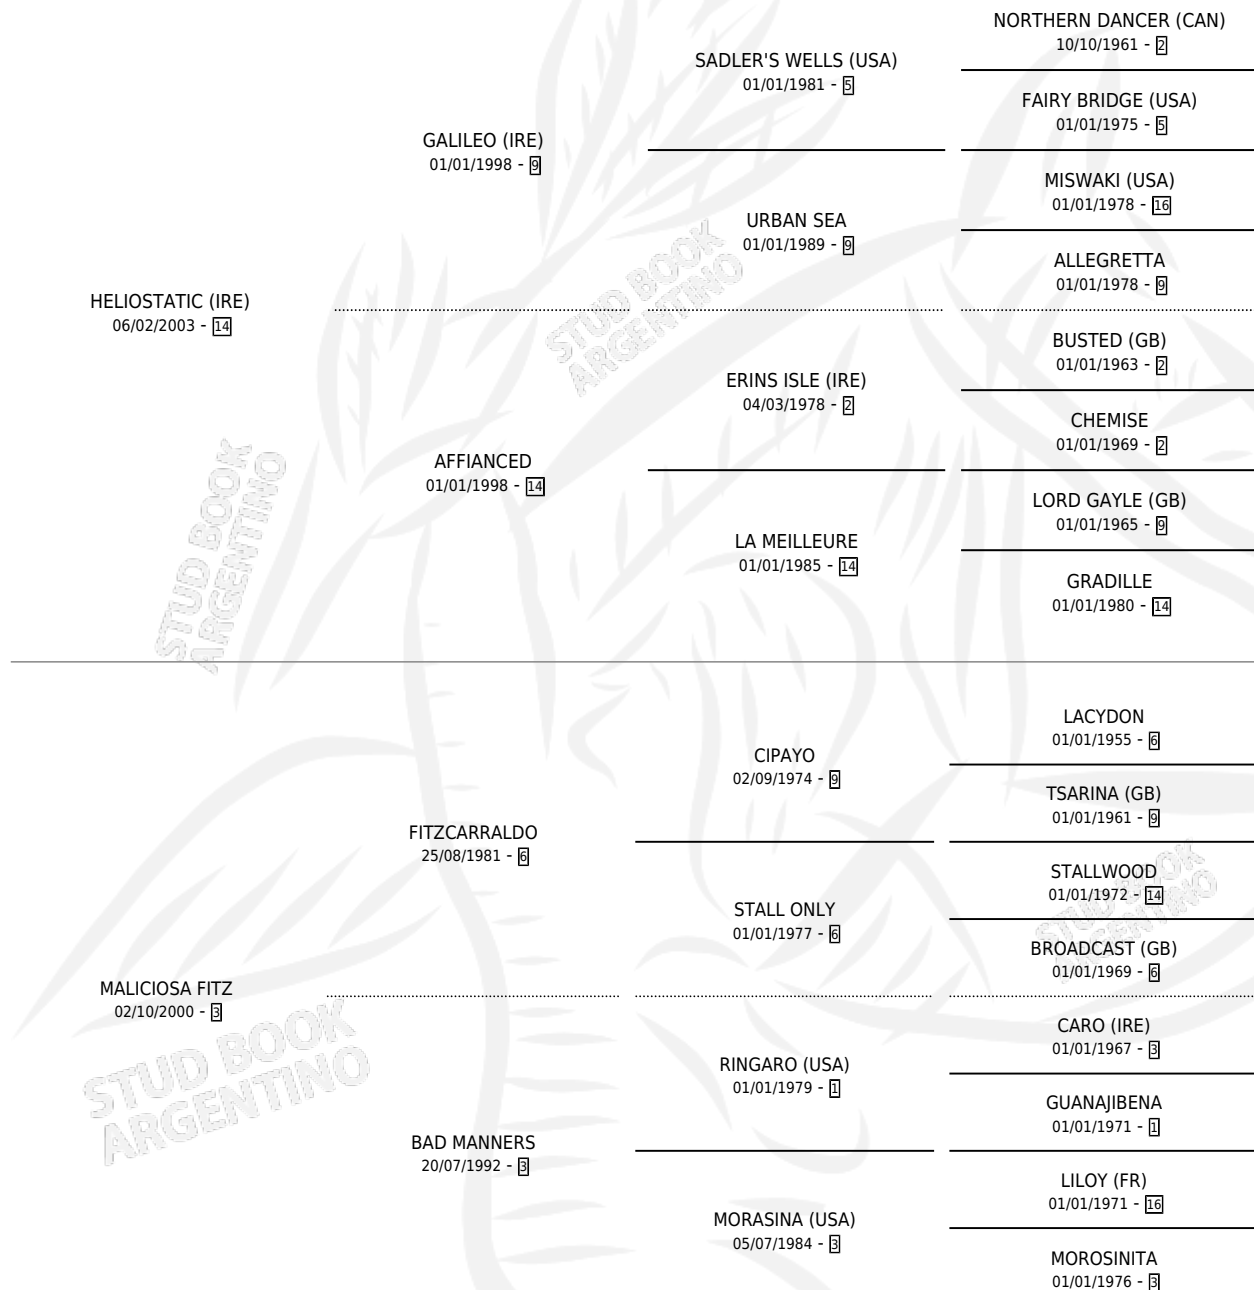 NORTHERN DANCER (CAN)
10/10/1961 - 2
SADLER'S WELLS (USA)
01/01/1981 - 5
FAIRY BRIDGE (USA)
01/01/1975 - 5
GALILEO (IRE)
01/01/1998 - 9
MISWAKI (USA)
01/01/1978 - 16
URBAN SEA
01/01/1989 - 9
ALLEGRETTA
01/01/1978 - 9
HELIOSTATIC (IRE)
06/02/2003 - 14
BUSTED (GB)
01/01/1963 - 2
ERINS ISLE (IRE)
04/03/1978 - 2
CHEMISE
01/01/1969 - 2
AFFIANCED
01/01/1998 - 14
LORD GAYLE (GB)
01/01/1965 - 9
LA MEILLEURE
01/01/1985 - 14
GRADILLE
01/01/1980 - 14
LACYDON
01/01/1955 - 6
CIPAYO
02/09/1974 - 9
TSARINA (GB)
01/01/1961 - 9
FITZCARRALDO
25/08/1981 - 6
STALLWOOD
01/01/1972 - 14
STALL ONLY
01/01/1977 - 6
BROADCAST (GB)
01/01/1969 - 6
MALICIOSA FITZ
02/10/2000 - 3
CARO (IRE)
01/01/1967 - 3
RINGARO (USA)
01/01/1979 - 1
GUANAJIBENA
01/01/1971 - 1
BAD MANNERS
20/07/1992 - 3
LILOY (FR)
01/01/1971 - 16
MORASINA (USA)
05/07/1984 - 3
MOROSINITA
01/01/1976 - 3
STUD BOOK
ARGENTINO
STUD BOOK
ARGENTINO
STUD BOOK
ARGENTINO
STUD BOOK
ARGENTINO